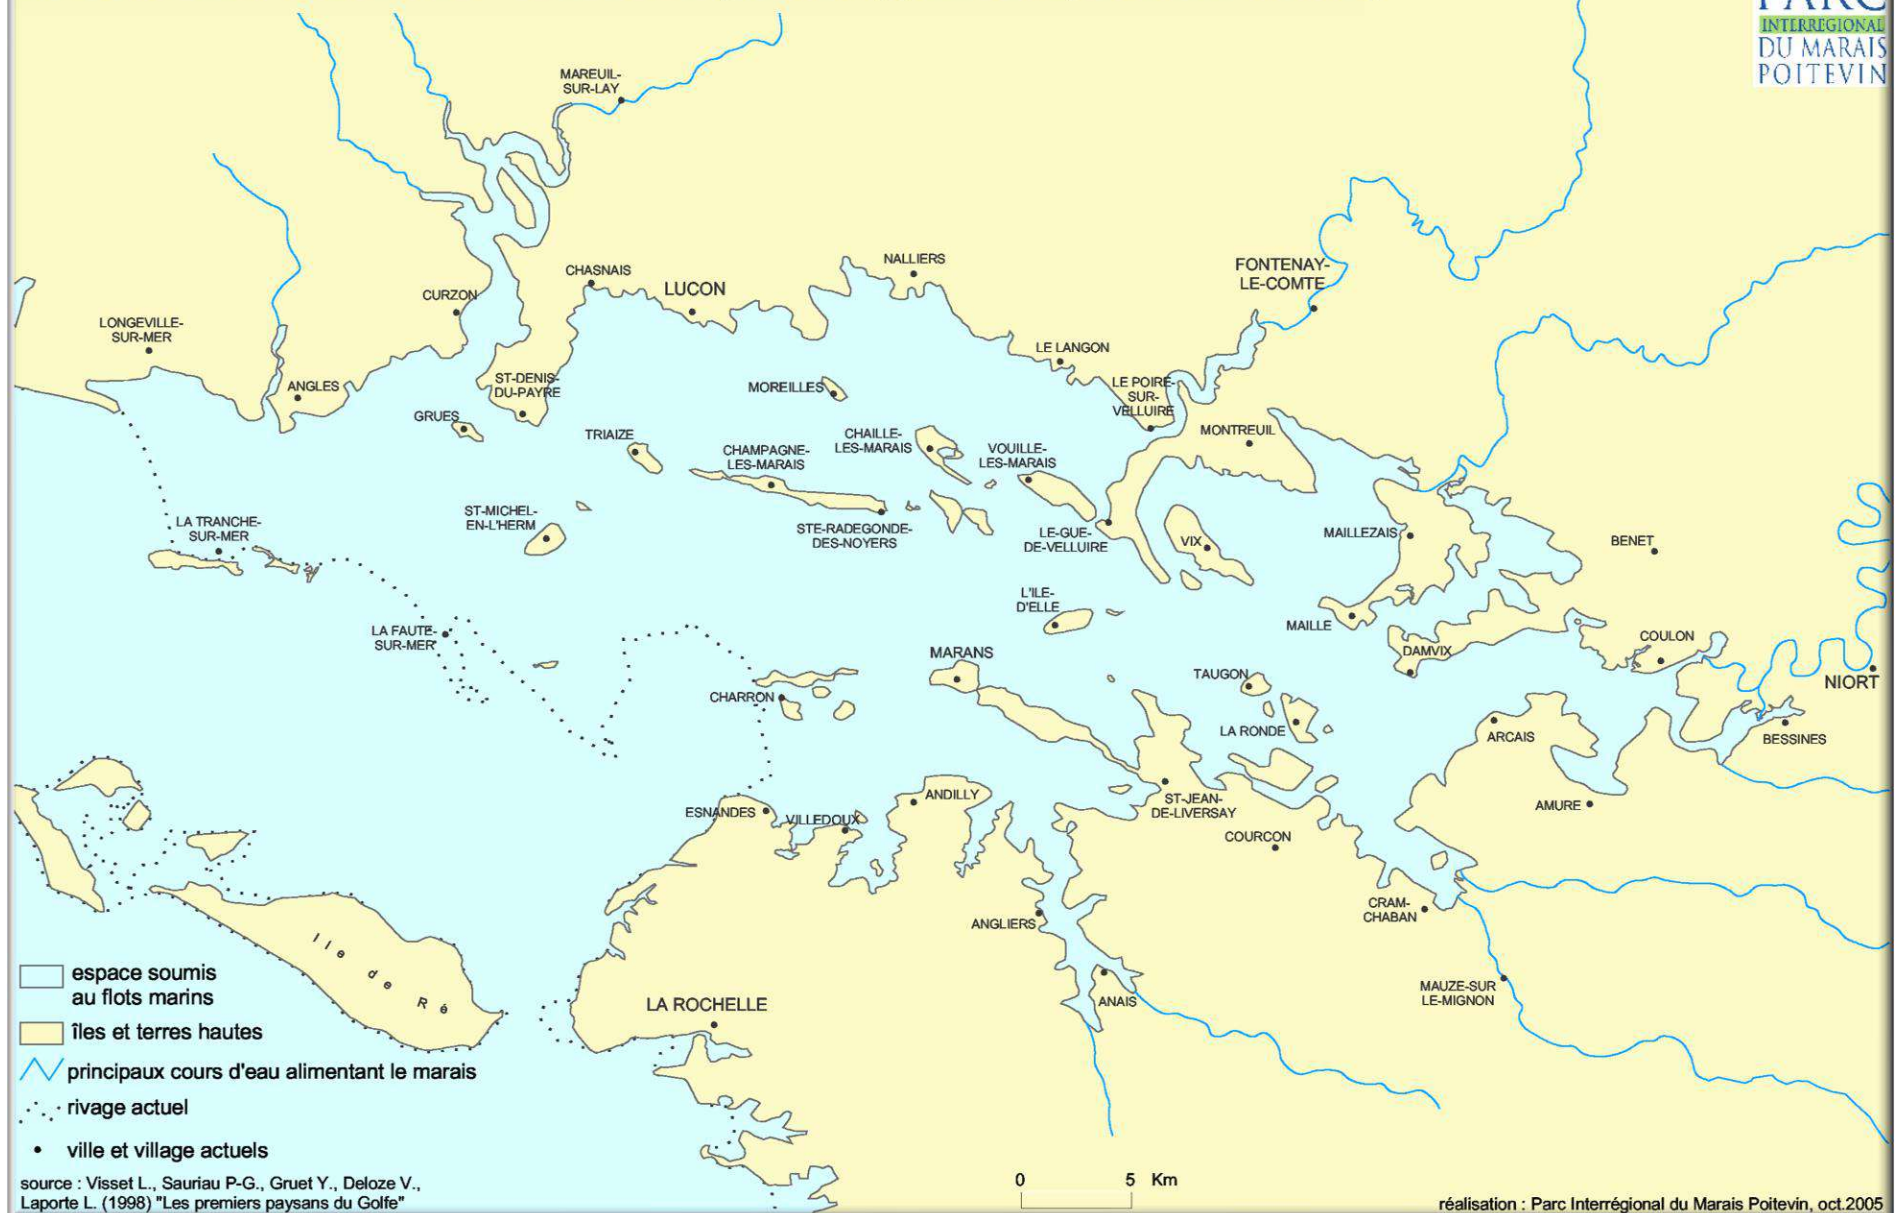 PARC
INTERREGIONAL
DU MARAIS
POITEVIN
MAREUIL-
SUR-LAY
NALLIERS
FONTENAY-
LE-COMTE
CHASNAIS
LUCON
CURZON
LONGEVILLE-
SUR-MER
LE LANGON
ANGLES
ST-DENIS-
DU-PAYRE
MOREILLES
LE POIRE-
SUR-
VELLUIRE
GRUES
TRIAIZE
CHAILLE-
LES-MARAIS
MONTREUIL
CHAMPAGNE-
LES-MARAIS
VOUILLE-
LES-MARAIS
ST-MICHEL-
EN-L'HERM
LA TRANCHE-
SUR-MER
STE-RADEGONDE-
DES-NOYERS
LE-GUE-
DE-VELLUIRE
VIX
MAILLEZAIS
BENET
L'ILE-
D'ELLE
MAILLE
LA FAUTE-
SUR-MER
COULON
DAMVIX
MARANS
TAUGON
NIORT
CHARRON
LA RONDE
ARCAIS
BESSINES
ANDILLY
ST-JEAN-
DE-LIVERSAY
AMURE
ESNANDES
VILLEDOUX
COURCON
CRAM-
CHABAN
ANGLIERS
Ile de Ré
MAUZE-SUR
LE-MIGNON
ANAIS
LA ROCHELLE
espace soumis
au flots marins
îles et terres hautes
principaux cours d'eau alimentant le marais
rivage actuel
ville et village actuels
source : Visset L., Sauriau P-G., Gruet Y., Deloze V.,
Laporte L. (1998) "Les premiers paysans du Golfe"
0 5 Km
réalisation : Parc Interrégional du Marais Poitevin, oct.2005